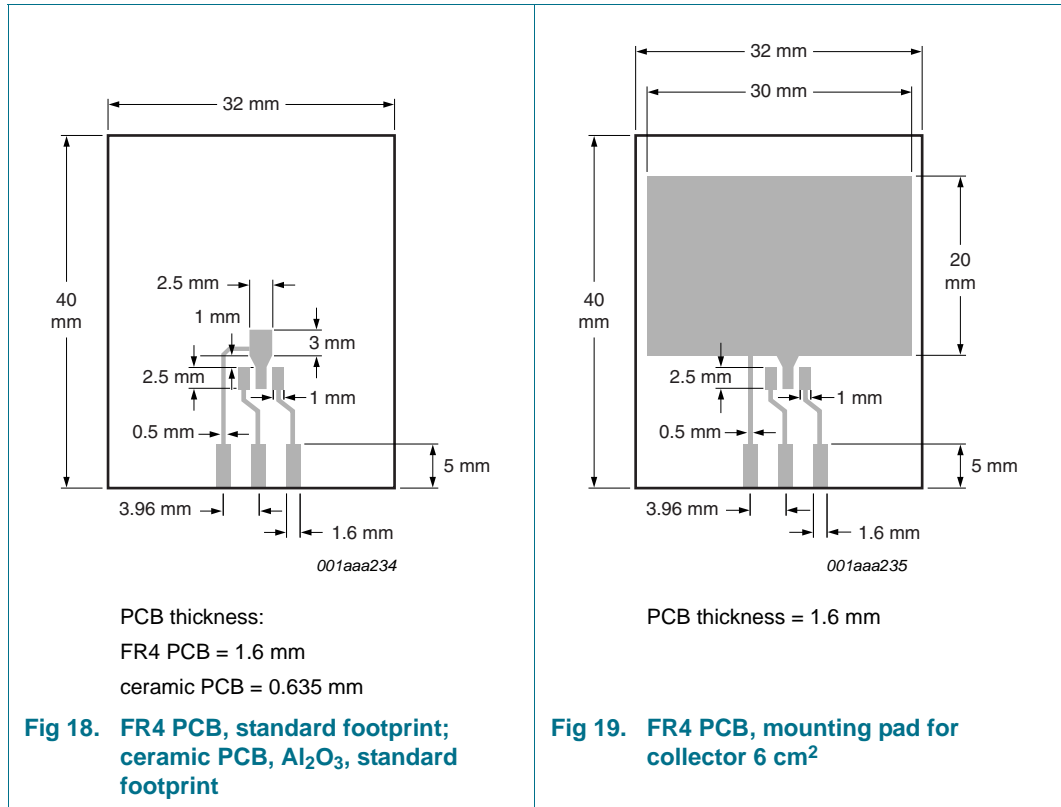 32 mm
40
mm
2.5 mm
1 mm
3 mm
2.5 mm
1 mm
0.5 mm
5 mm
3.96 mm
1.6 mm
001aaa234
PCB thickness:
FR4 PCB = 1.6 mm
ceramic PCB = 0.635 mm
Fig 18. FR4 PCB, standard footprint;
ceramic PCB, Al₂O₃, standard
footprint
32 mm
30 mm
40
mm
20
mm
2.5 mm
1 mm
0.5 mm
5 mm
3.96 mm
1.6 mm
001aaa235
PCB thickness = 1.6 mm
Fig 19. FR4 PCB, mounting pad for
collector 6 cm²